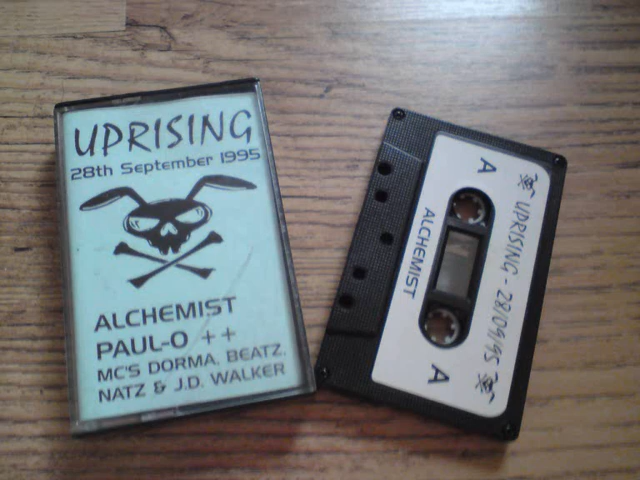 UPRISING
28th September 1995
ALCHEMIST
PAUL-O ++
MC'S DORMA, BEATZ,
NATZ & J.D. WALKER
A
UPRISING - 28/09/95
ALCHEMIST
A